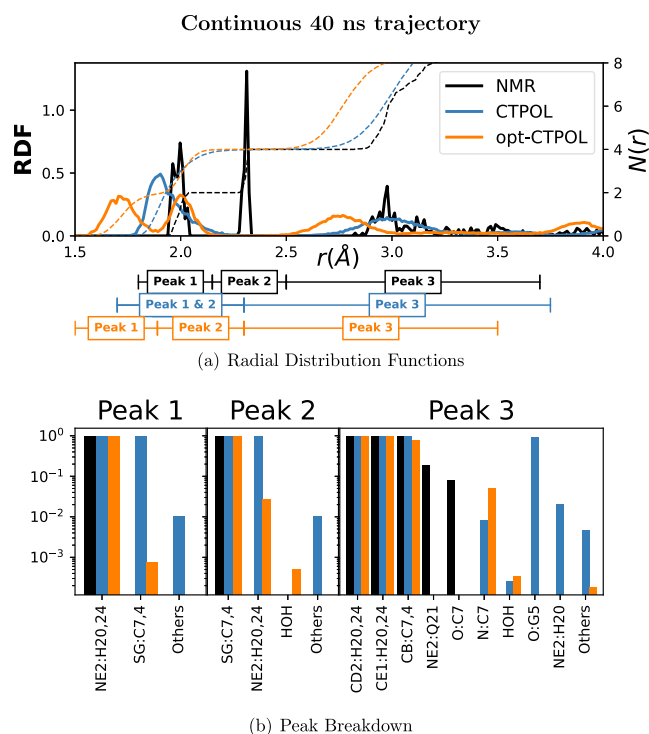 Continuous 40 ns trajectory
RDF
1.0
0.5
0.0
1.5
2.0
2.5
3.0
3.5
4.0
r(Å)
8
6
4
2
0
N(r)
NMR
CTPOL
opt-CTPOL
Peak 1
Peak 2
Peak 3
Peak 1 & 2
Peak 3
Peak 1
Peak 2
Peak 3
(a) Radial Distribution Functions
Peak 1
Peak 2
Peak 3
10⁰
10⁻¹
10⁻²
10⁻³
NE2:H20,24
SG:C7,4
Others
SG:C7,4
NE2:H20,24
HOH
Others
CD2:H20,24
CE1:H20,24
CB:C7,4
NE2:Q21
O:C7
N:C7
HOH
O:G5
NE2:H20
Others
(b) Peak Breakdown